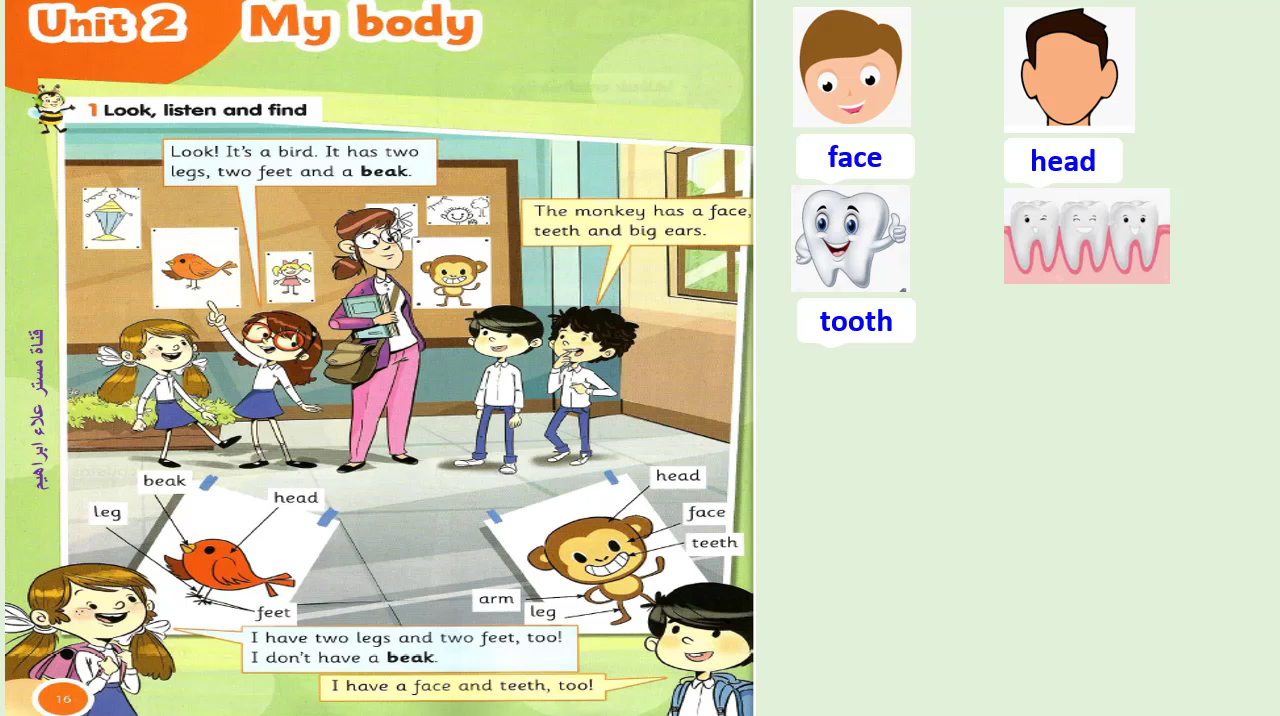 Unit 2 My body
1 Look, listen and find
Look! It's a bird. It has two
legs, two feet and a beak.
The monkey has a face,
teeth and big ears.
beak
head
leg
feet
head
face
teeth
arm
leg
I have two legs and two feet, too!
I don't have a beak.
I have a face and teeth, too!
16
قناة مستر علاء ابراهيم
face
head
tooth